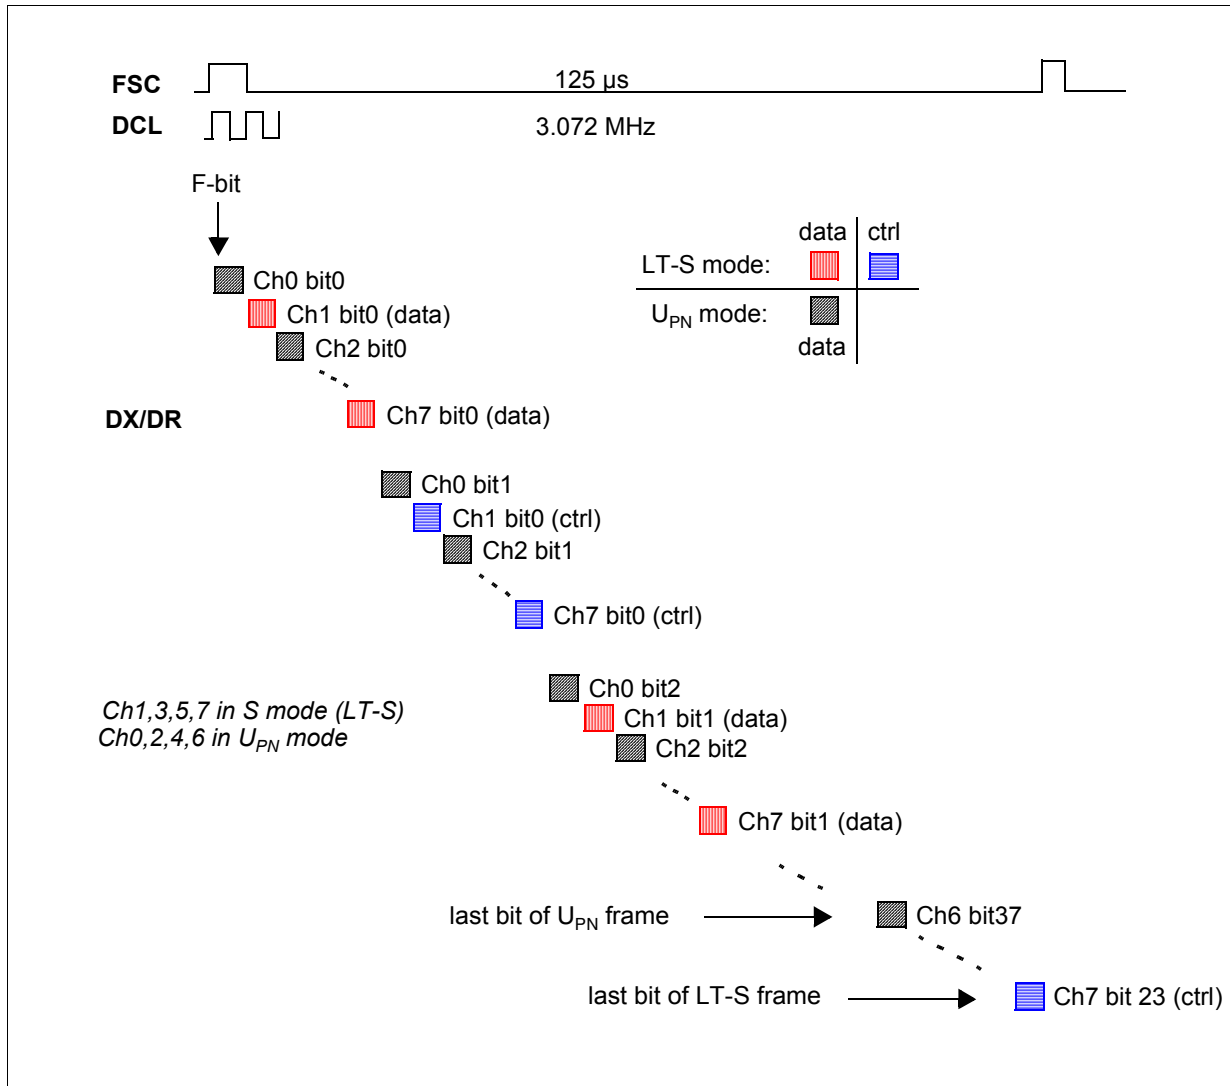 FSC
125 µs
DCL
3.072 MHz
F-bit
data ctrl
LT-S mode:
Ch0 bit0
Ch1 bit0 (data)
UPN mode:
Ch2 bit0
data
DX/DR
Ch7 bit0 (data)
Ch0 bit1
Ch1 bit0 (ctrl)
Ch2 bit1
Ch7 bit0 (ctrl)
Ch0 bit2
Ch1,3,5,7 in S mode (LT-S)
Ch1 bit1 (data)
Ch0,2,4,6 in UPN mode
Ch2 bit2
Ch7 bit1 (data)
last bit of UPN frame
Ch6 bit37
last bit of LT-S frame
Ch7 bit 23 (ctrl)